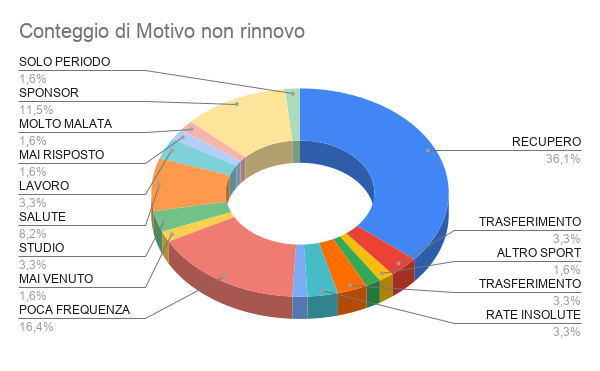 Conteggio di Motivo non rinnovo
SOLO PERIODO
1,6%
SPONSOR
11,5%
MOLTO MALATA
1,6%
MAI RISPOSTO
1,6%
LAVORO
3,3%
SALUTE
8,2%
STUDIO
3,3%
MAI VENUTO
1,6%
POCA FREQUENZA
16,4%
RECUPERO
36,1%
TRASFERIMENTO
3,3%
ALTRO SPORT
1,6%
TRASFERIMENTO
3,3%
RATE INSOLUTE
3,3%